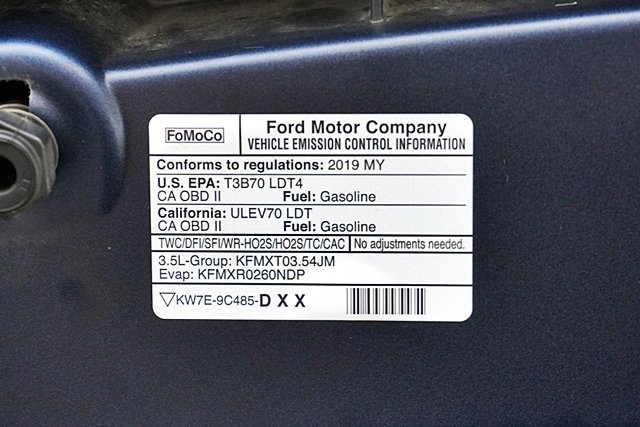 FoMoCo
Ford Motor Company
VEHICLE EMISSION CONTROL INFORMATION
Conforms to regulations: 2019 MY
U.S. EPA: T3B70 LDT4
CA OBD II Fuel: Gasoline
California: ULEV70 LDT
CA OBD II Fuel: Gasoline
TWC/DFI/SFI/WR-HO2S/HO2S/TC/CAC No adjustments needed.
3.5L-Group: KFMXT03.54JM
Evap: KFMXR0260NDP
▽KW7E-9C485-D X X